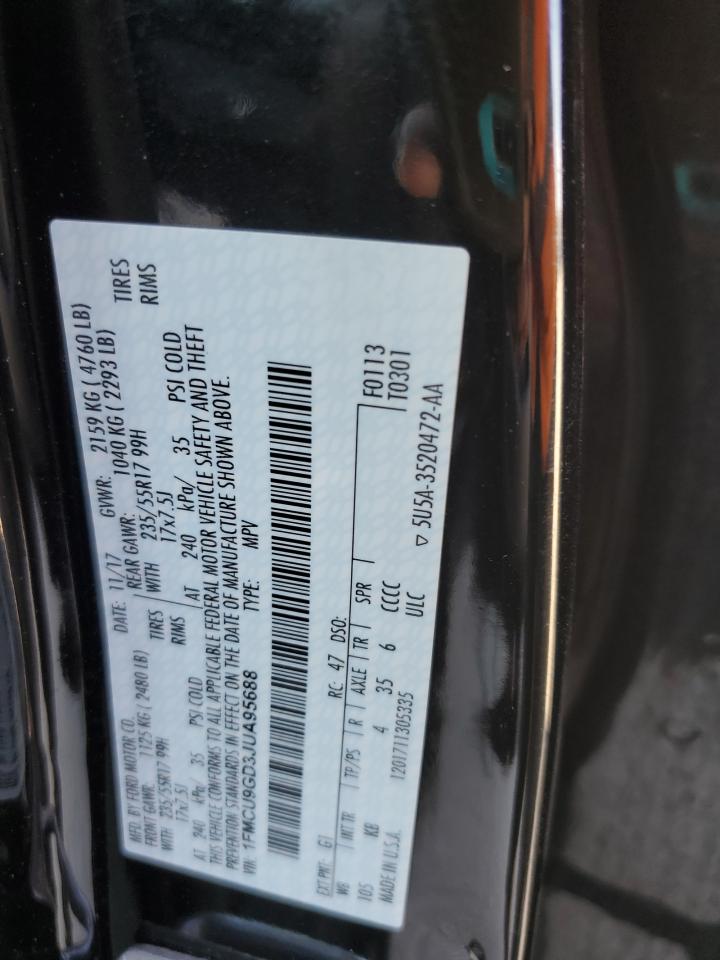 MFD. BY FORD MOTOR CO.
DATE: 11/17 GVWR: 2159 KG ( 4760 LB)
FRONT GAWR: 1125 KG ( 2480 LB) REAR GAWR: 1040 KG ( 2293 LB)
WITH 235/55R17 99H TIRES WITH 235/55R17 99H TIRES
17x7.5J RIMS 17x7.5J RIMS
AT 240 kPa/ 35 PSI COLD AT 240 kPa/ 35 PSI COLD
THIS VEHICLE CONFORMS TO ALL APPLICABLE FEDERAL MOTOR VEHICLE SAFETY AND THEFT
PREVENTION STANDARDS IN EFFECT ON THE DATE OF MANUFACTURE SHOWN ABOVE.
VIN: 1FMCU9GD3JUA95688 TYPE: MPV
EXT PNT: G1 RC: 47 DSO: F0113
WB INT TR TP/PS R AXLE TR SPR T0301
105 KB 4 35 6 CCCC
MADE IN U.S.A. 1201711305335 ULC ▽ 5U5A-3520472-AA